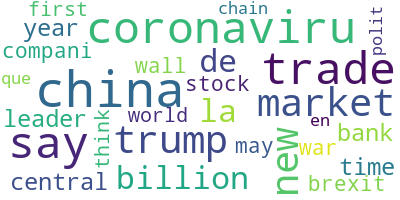 first chain
year coronaviru polit
compani wall de trade
que china stock
leader la world market
say trump think en
new may war bank
central billion time
brexit